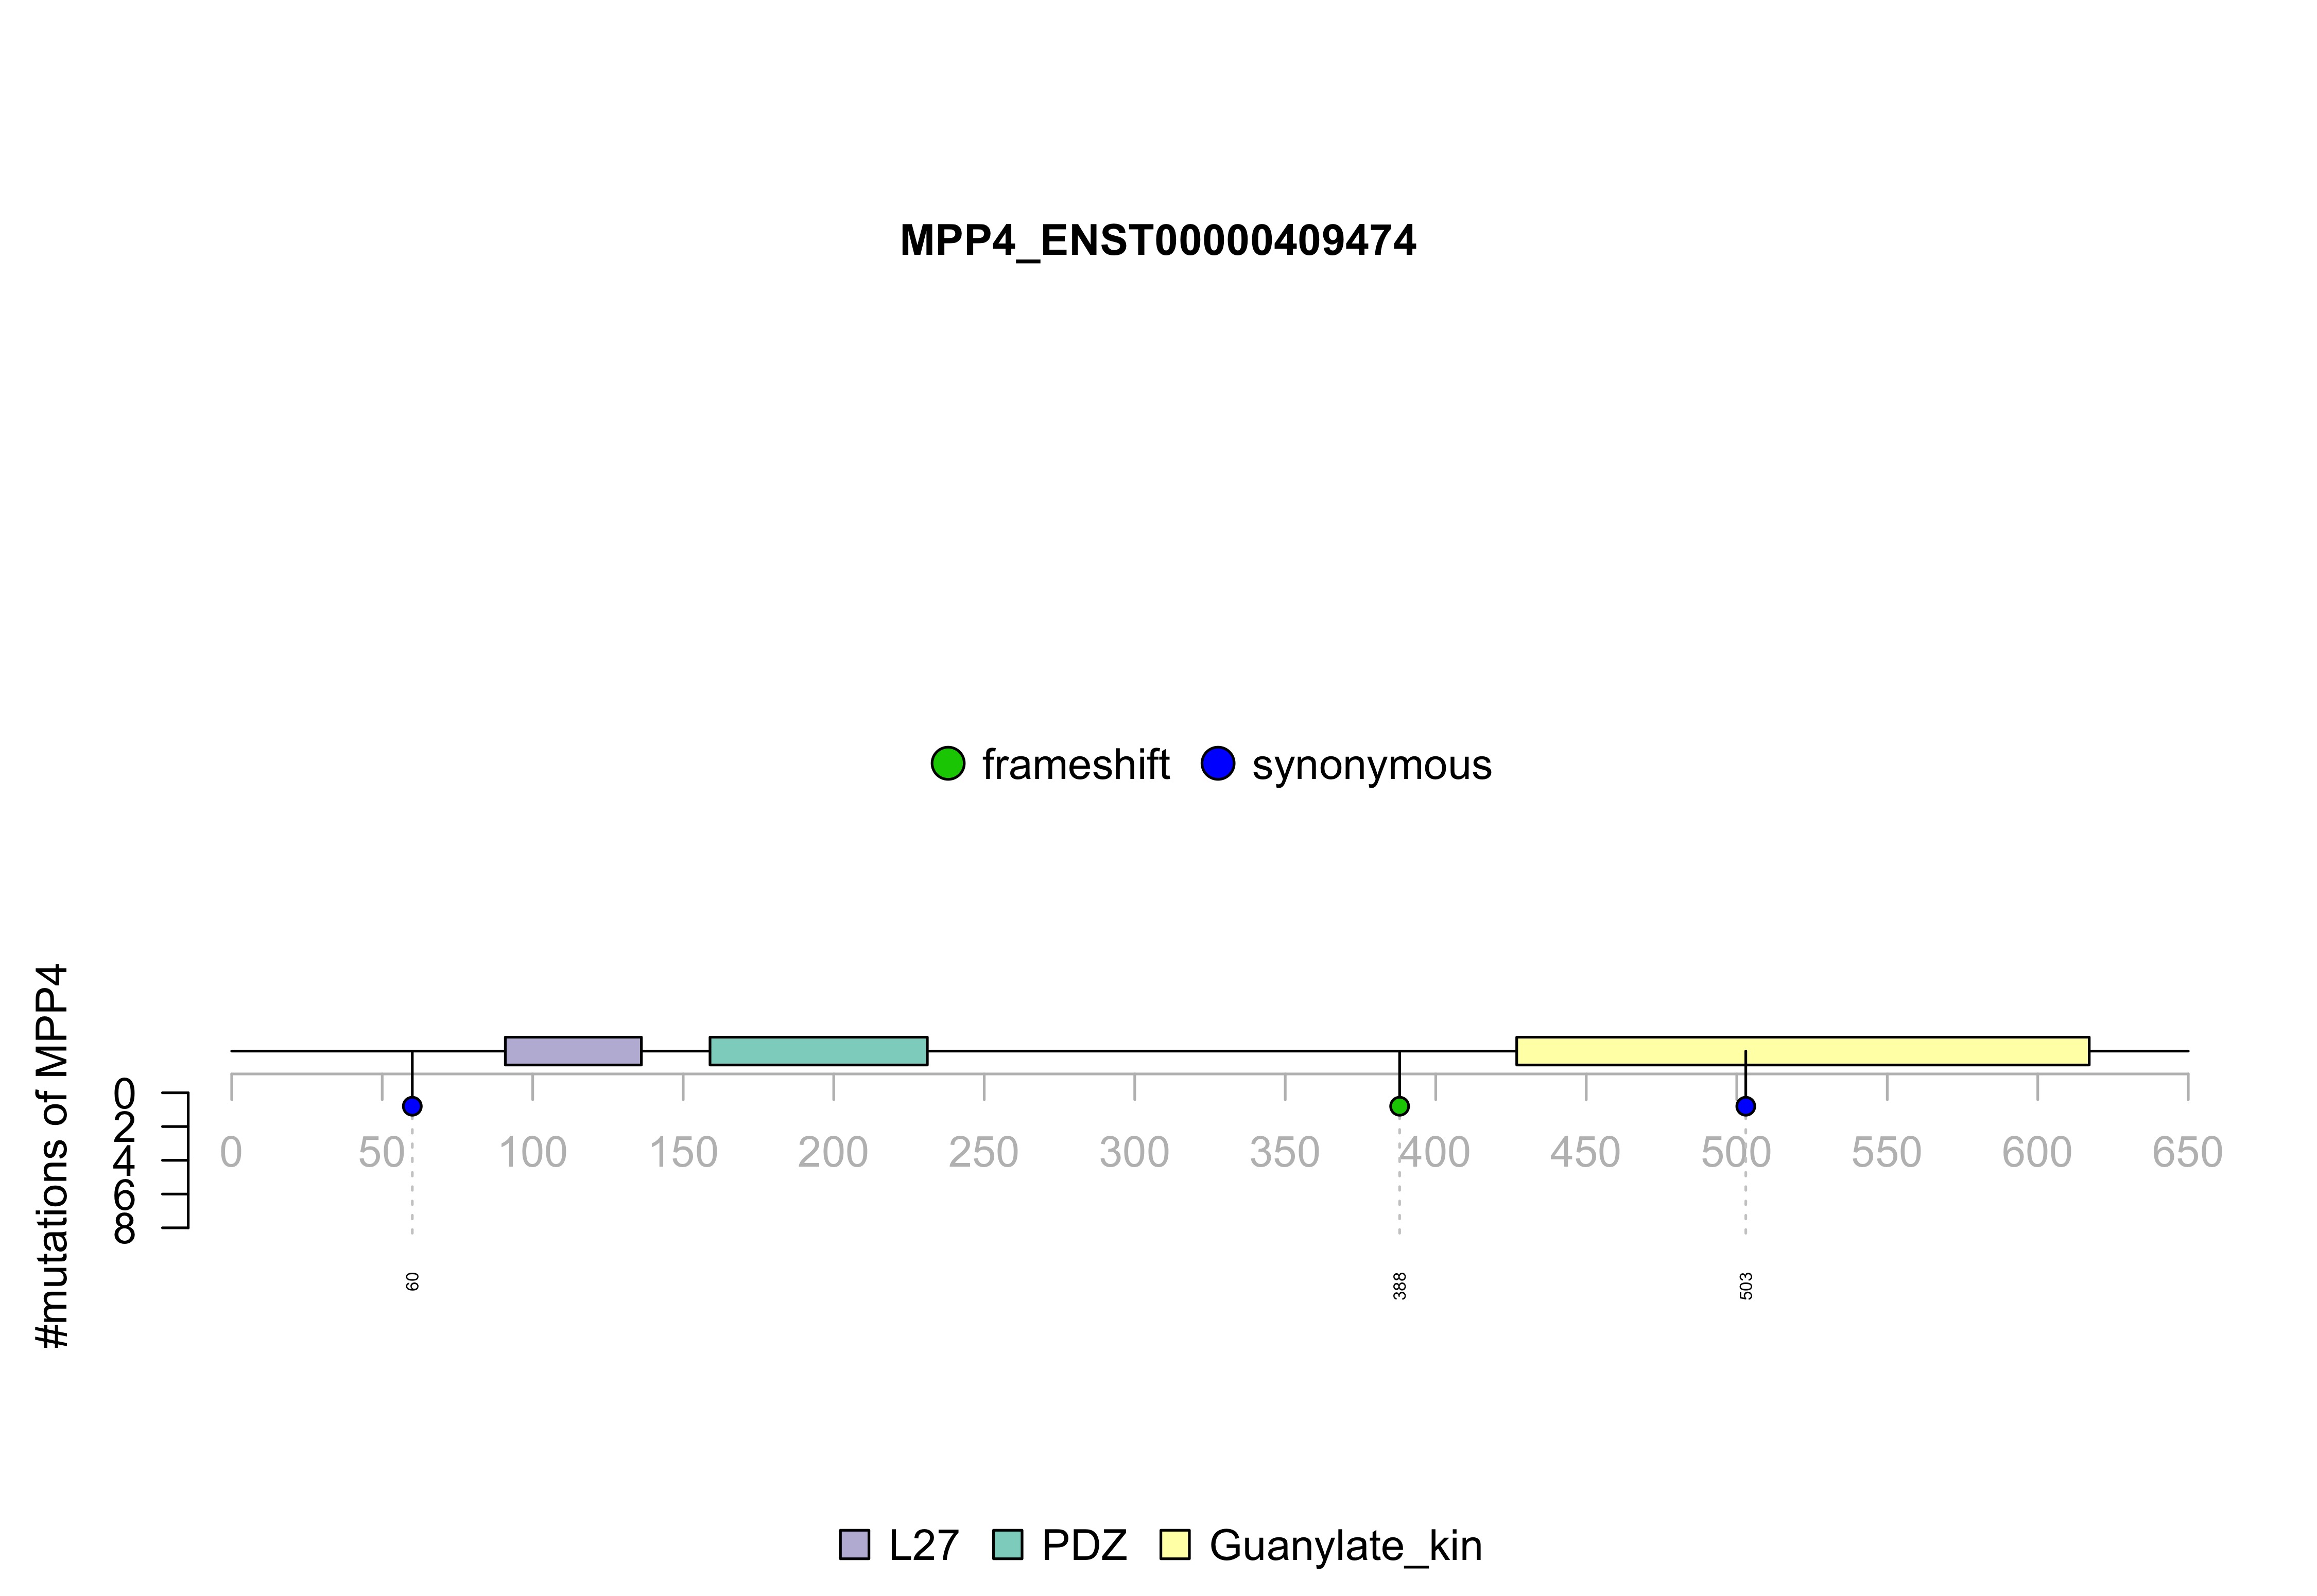 MPP4_ENST00000409474
frameshift synonymous
#mutations of MPP4
0
2
4
6
8
0 50 100 150 200 250 300 350 400 450 500 550 600 650
60 388 503
L27 PDZ Guanylate_kin